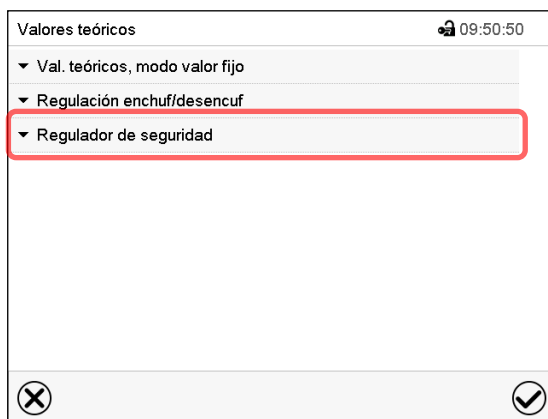 Valores teóricos 09:50:50
Val. teóricos, modo valor fijo
Regulación enchuf/desencuf
Regulador de seguridad